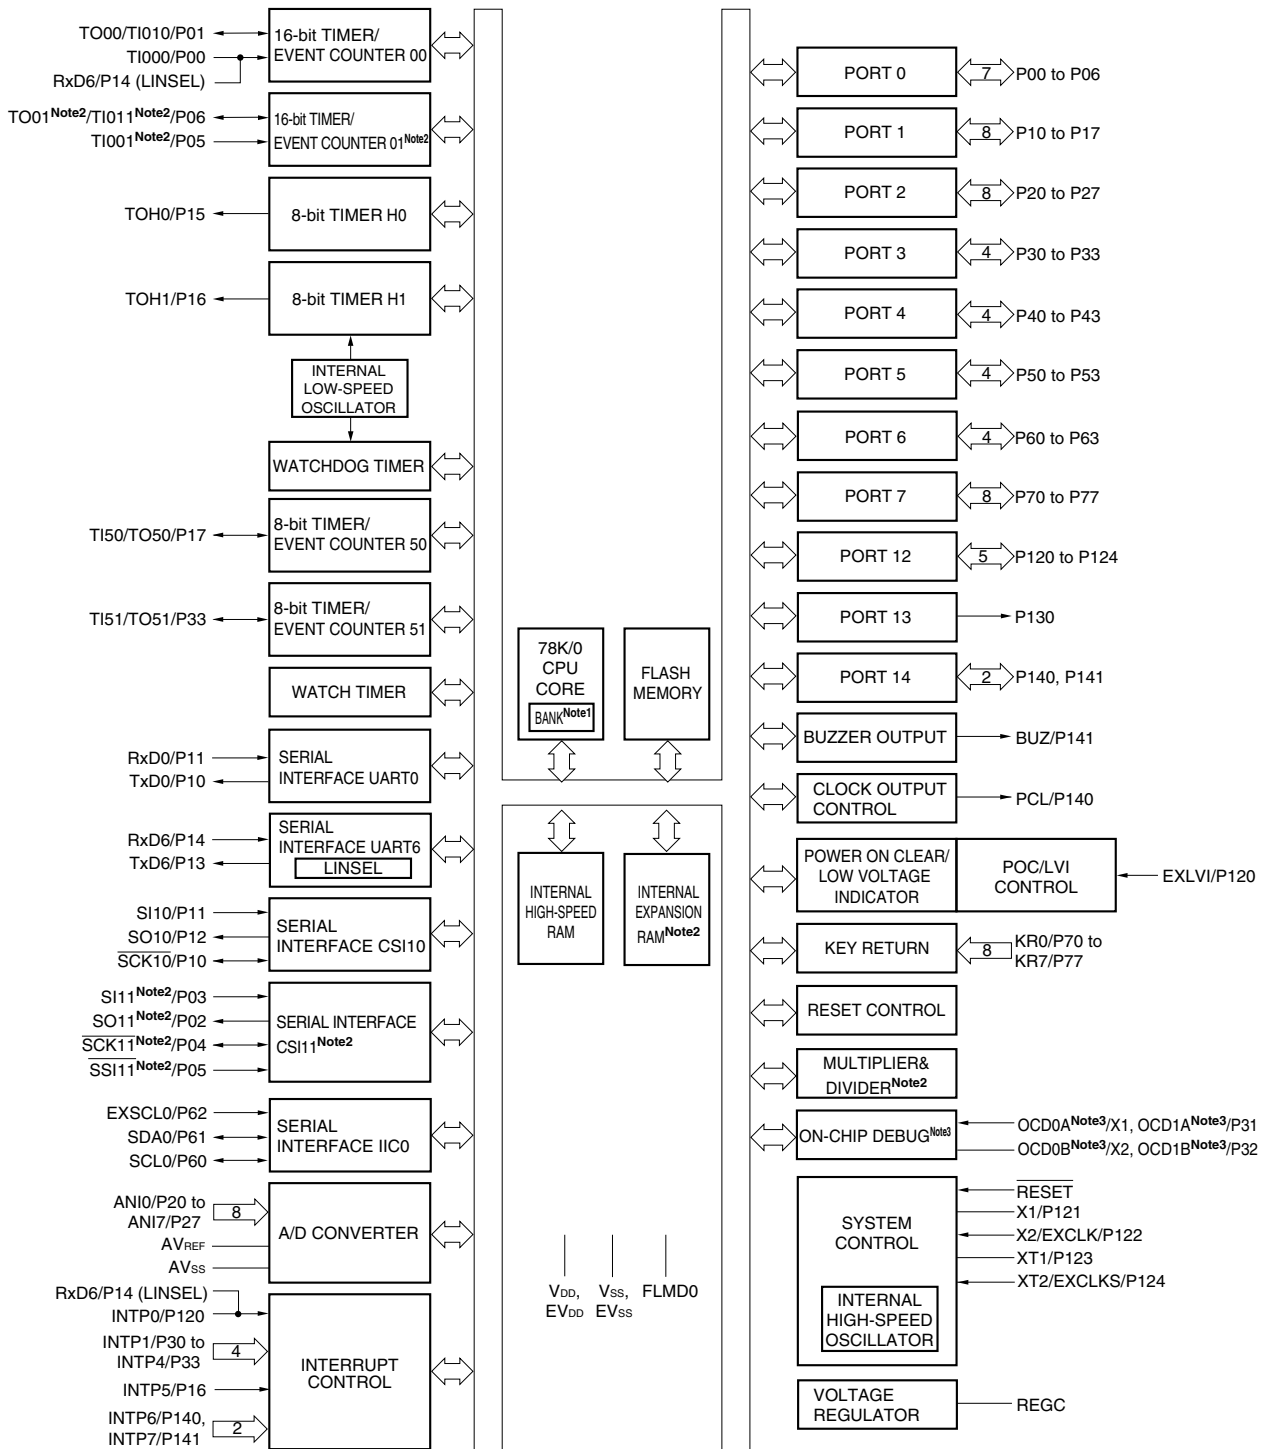 TO00/TI010/P01
TI000/P00
RxD6/P14 (LINSEL)
16-bit TIMER/
EVENT COUNTER 00
TO01Note2/TI011Note2/P06
TI001Note2/P05
16-bit TIMER/
EVENT COUNTER 01Note2
TOH0/P15
8-bit TIMER H0
TOH1/P16
8-bit TIMER H1
INTERNAL
LOW-SPEED
OSCILLATOR
WATCHDOG TIMER
TI50/TO50/P17
8-bit TIMER/
EVENT COUNTER 50
TI51/TO51/P33
8-bit TIMER/
EVENT COUNTER 51
WATCH TIMER
RxD0/P11
TxD0/P10
SERIAL
INTERFACE UART0
RxD6/P14
TxD6/P13
SERIAL
INTERFACE UART6
LINSEL
SI10/P11
SO10/P12
SCK10/P10
SERIAL
INTERFACE CSI10
SI11Note2/P03
SO11Note2/P02
SCK11Note2/P04
SSI11Note2/P05
SERIAL INTERFACE
CSI11Note2
EXSCL0/P62
SDA0/P61
SCL0/P60
SERIAL
INTERFACE IIC0
ANI0/P20 to
ANI7/P27
8
AVREF
AVSS
A/D CONVERTER
RxD6/P14 (LINSEL)
INTP0/P120
INTP1/P30 to
INTP4/P33
4
INTP5/P16
INTP6/P140,
INTP7/P141
2
INTERRUPT
CONTROL
78K/0
CPU
CORE
BANKNote1
FLASH
MEMORY
INTERNAL
HIGH-SPEED
RAM
INTERNAL
EXPANSION
RAMNote2
VDD,
EVDD
VSS,
EVSS
FLMD0
PORT 0
7
P00 to P06
PORT 1
8
P10 to P17
PORT 2
8
P20 to P27
PORT 3
4
P30 to P33
PORT 4
4
P40 to P43
PORT 5
4
P50 to P53
PORT 6
4
P60 to P63
PORT 7
8
P70 to P77
PORT 12
5
P120 to P124
PORT 13
P130
PORT 14
2
P140, P141
BUZZER OUTPUT
BUZ/P141
CLOCK OUTPUT
CONTROL
PCL/P140
POWER ON CLEAR/
LOW VOLTAGE
INDICATOR
POC/LVI
CONTROL
EXLVI/P120
KEY RETURN
8
KR0/P70 to
KR7/P77
RESET CONTROL
MULTIPLIER&
DIVIDERNote2
ON-CHIP DEBUGNote3
OCD0ANote3/X1, OCD1ANote3/P31
OCD0BNote3/X2, OCD1BNote3/P32
SYSTEM
CONTROL
INTERNAL
HIGH-SPEED
OSCILLATOR
RESET
X1/P121
X2/EXCLK/P122
XT1/P123
XT2/EXCLKS/P124
VOLTAGE
REGULATOR
REGC